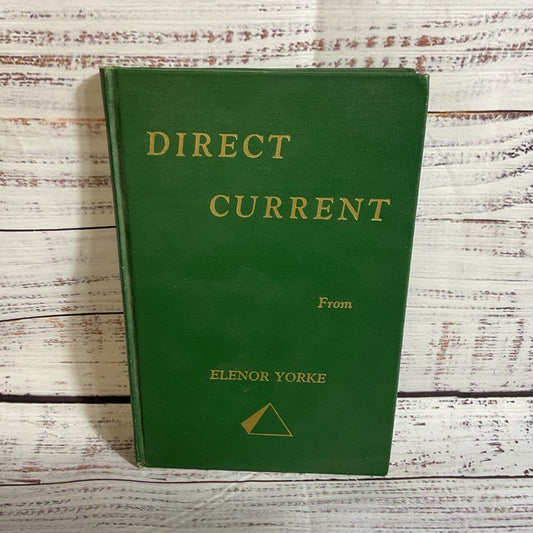 DIRECT
CURRENT
From
ELENOR YORKE